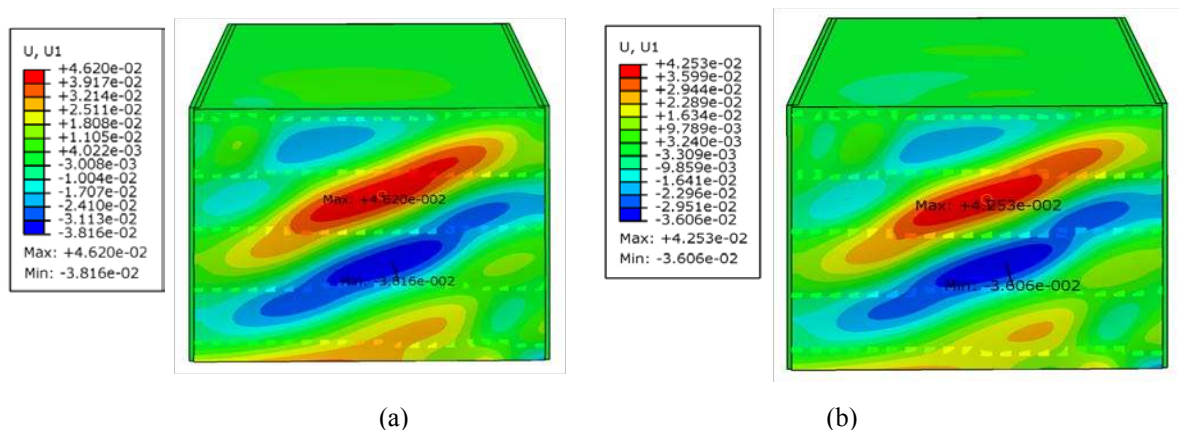 U, U1
+4.620e-02
+3.917e-02
+3.214e-02
+2.511e-02
+1.808e-02
+1.105e-02
+4.022e-03
-3.008e-03
-1.004e-02
-1.707e-02
-2.410e-02
-3.113e-02
-3.816e-02
Max: +4.620e-02
Min: -3.816e-02
Max: +4.620e-002
Min: -3.816e-002
(a)
U, U1
+4.253e-02
+3.599e-02
+2.944e-02
+2.289e-02
+1.634e-02
+9.789e-03
+3.240e-03
-3.309e-03
-9.859e-03
-1.641e-02
-2.296e-02
-2.951e-02
-3.606e-02
Max: +4.253e-02
Min: -3.606e-02
Max: +4.253e-002
Min: -3.606e-002
(b)